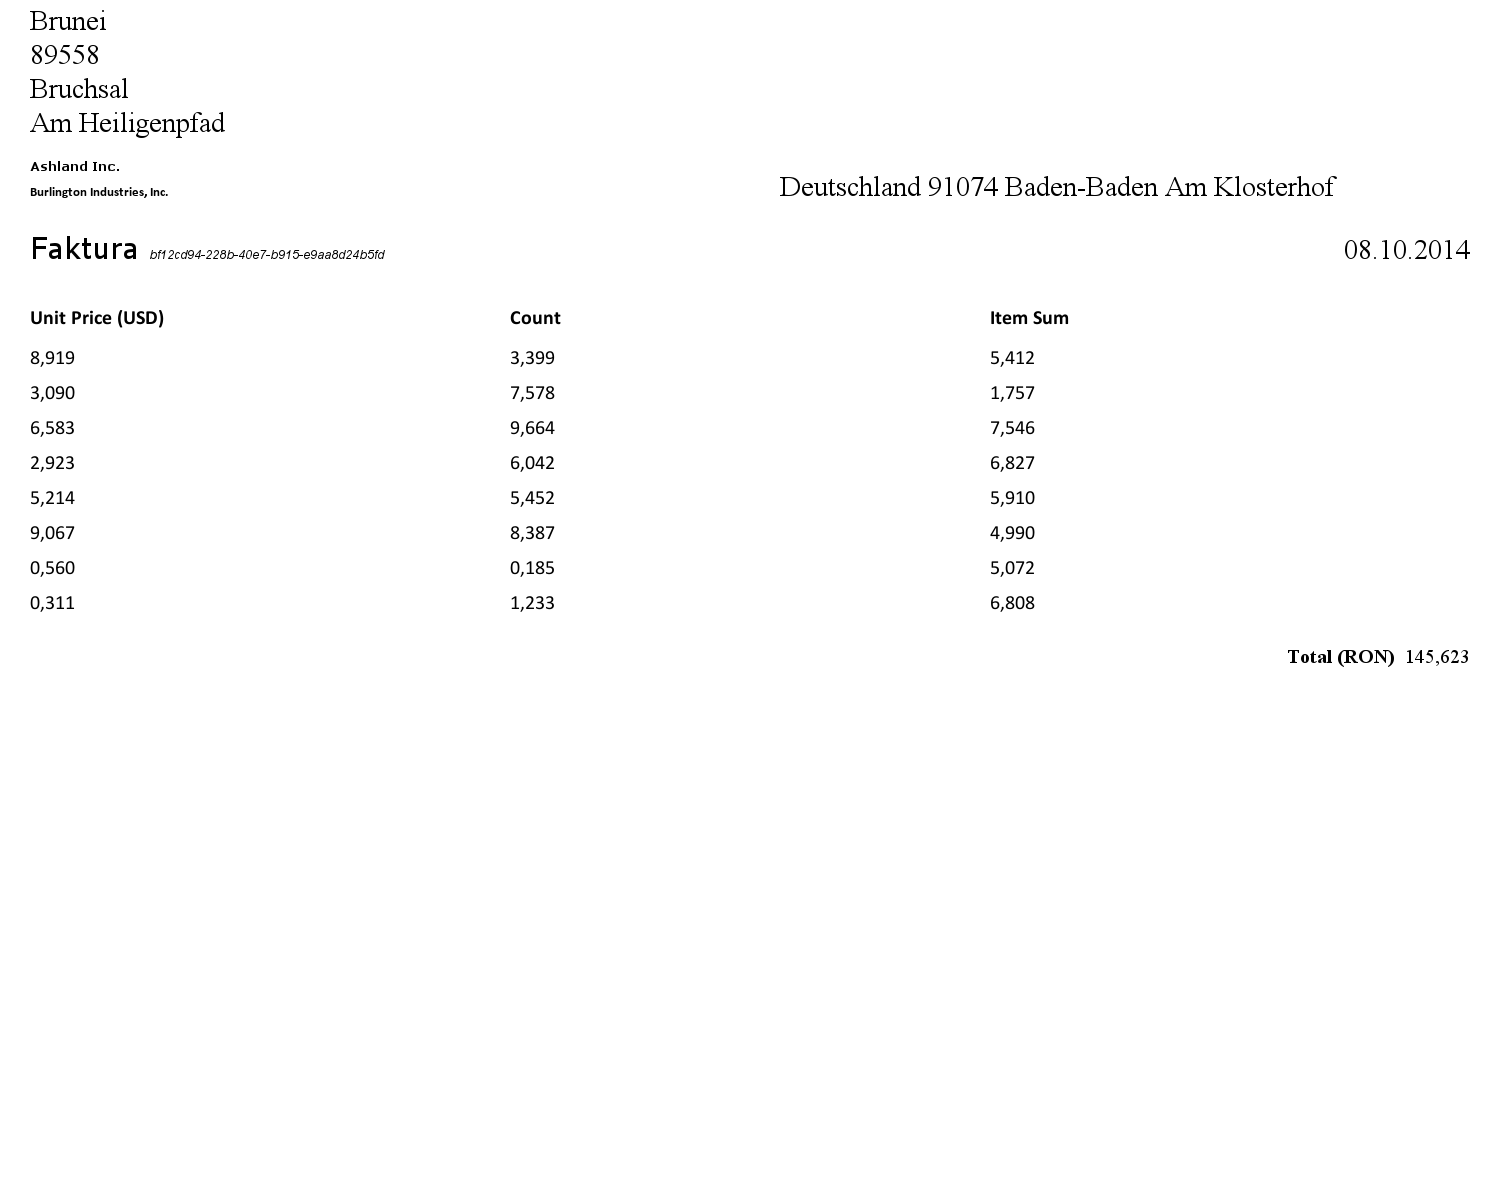 Brunei
89558
Bruchsal
Am Heiligenpfad
Ashland Inc.
Burlington Industries, Inc.
Deutschland 91074 Baden-Baden Am Klosterhof
Faktura bf12cd94-228b-40e7-b915-e9aa8d24b5fd 08.10.2014
Unit Price (USD) Count Item Sum
8,919 3,399 5,412
3,090 7,578 1,757
6,583 9,664 7,546
2,923 6,042 6,827
5,214 5,452 5,910
9,067 8,387 4,990
0,560 0,185 5,072
0,311 1,233 6,808
Total (RON) 145,623